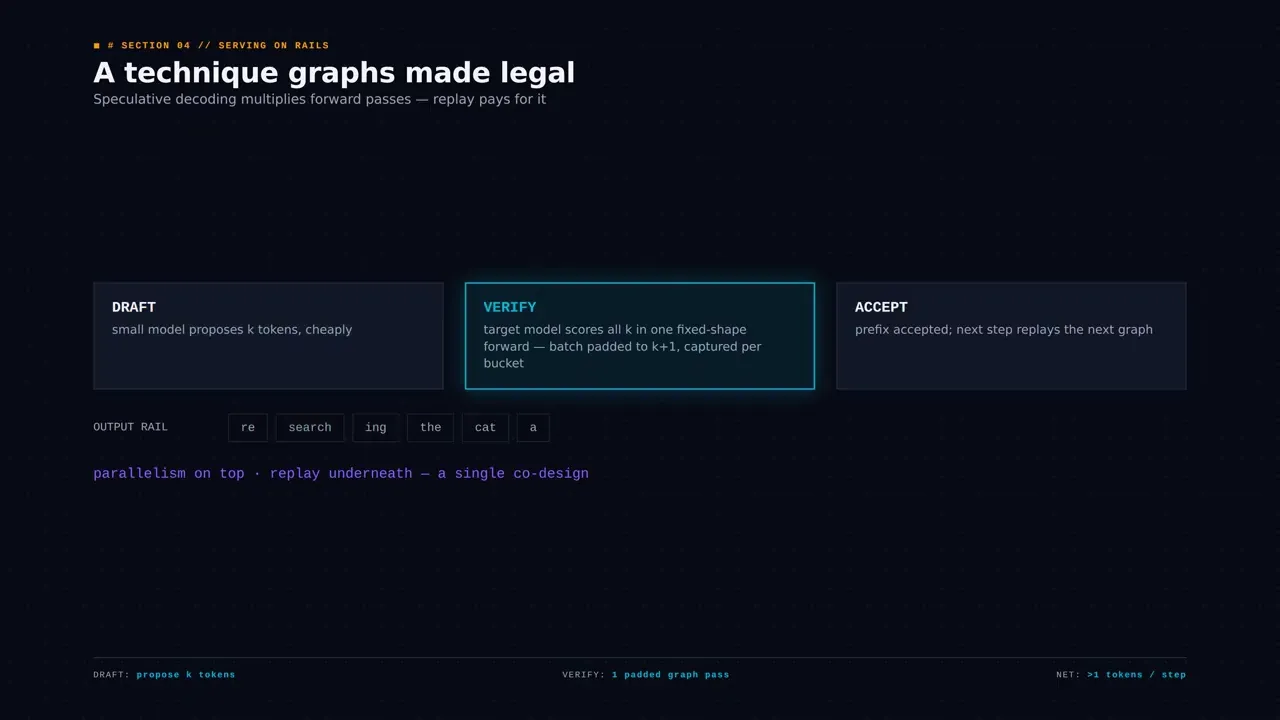 ■ # SECTION 04 // SERVING ON RAILS
A technique graphs made legal
Speculative decoding multiplies forward passes — replay pays for it
DRAFT
small model proposes k tokens, cheaply
VERIFY
target model scores all k in one fixed-shape
forward — batch padded to k+1, captured per
bucket
ACCEPT
prefix accepted; next step replays the next graph
OUTPUT RAIL re search ing the cat a
parallelism on top · replay underneath — a single co-design
DRAFT: propose k tokens VERIFY: 1 padded graph pass NET: >1 tokens / step